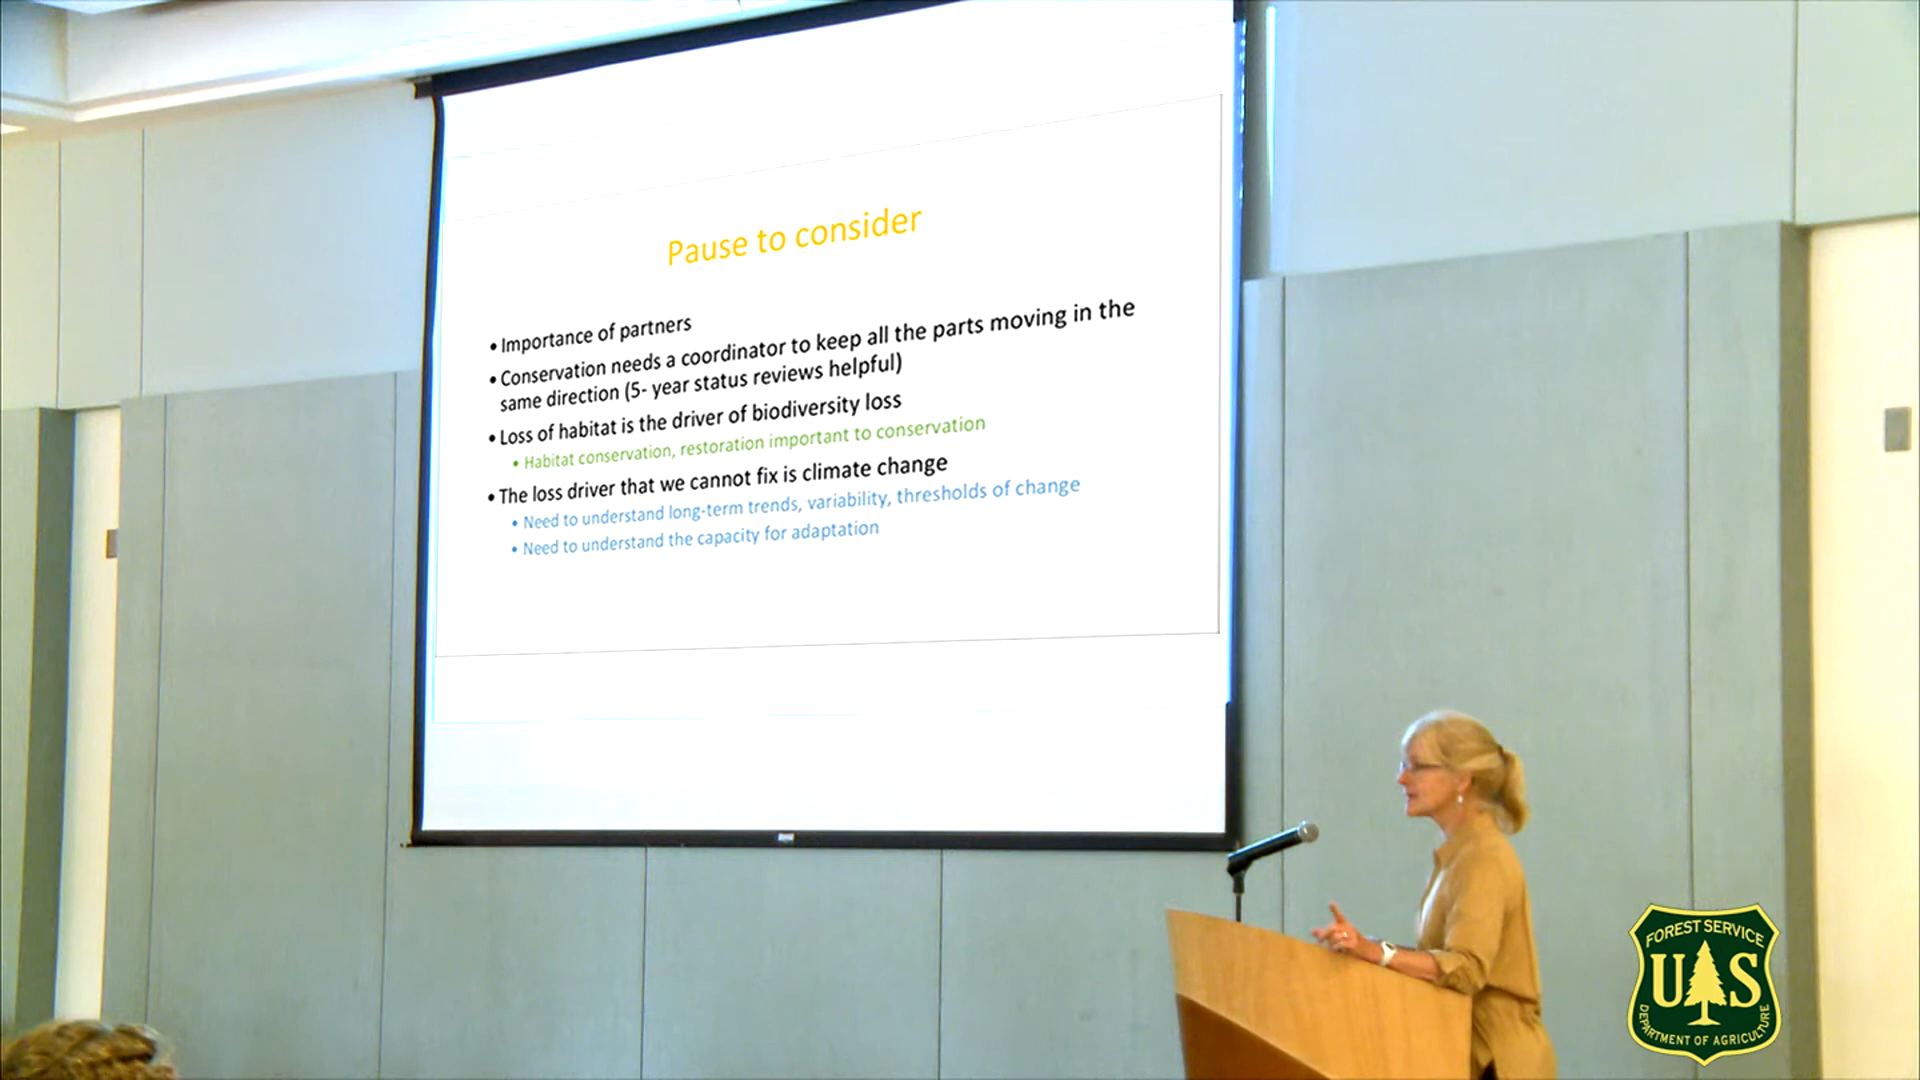 Pause to consider
• Importance of partners
• Conservation needs a coordinator to keep all the parts moving in the
same direction (5- year status reviews helpful)
• Loss of habitat is the driver of biodiversity loss
• Habitat conservation, restoration important to conservation
• The loss driver that we cannot fix is climate change
• Need to understand long-term trends, variability, thresholds of change
• Need to understand the capacity for adaptation
FOREST SERVICE
U S
DEPARTMENT OF AGRICULTURE